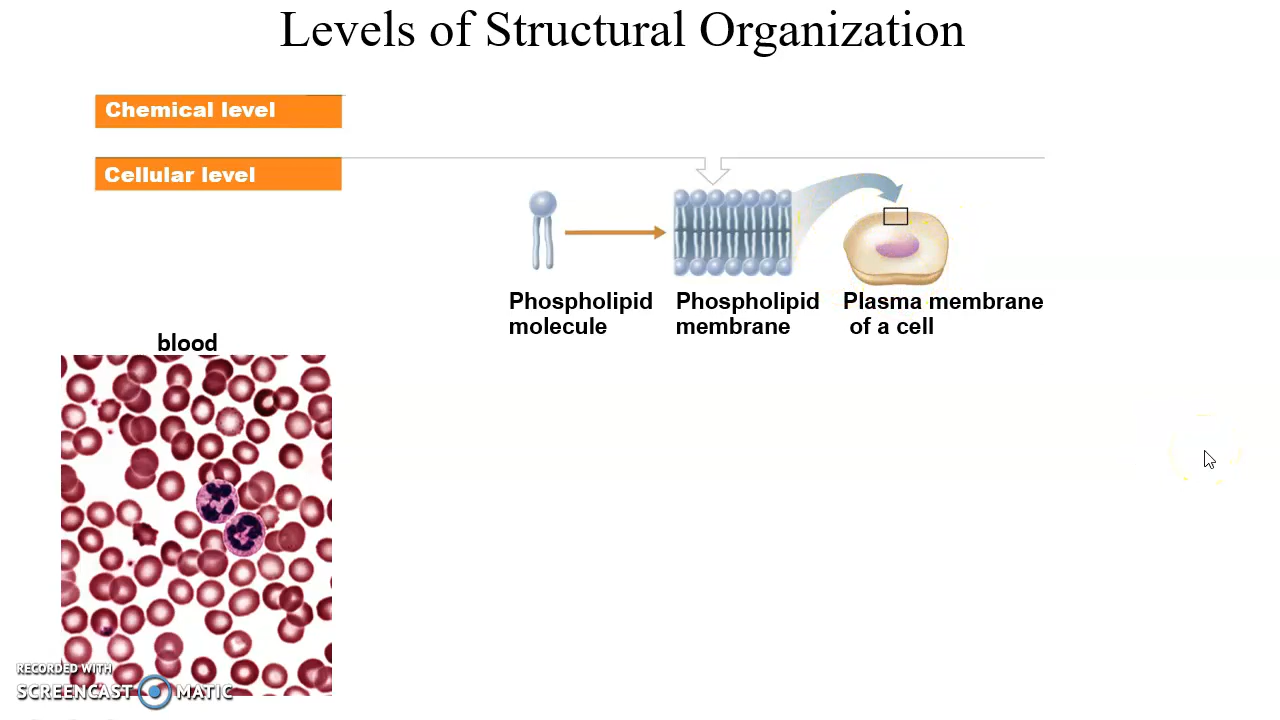 Levels of Structural Organization
Chemical level
Cellular level
Phospholipid molecule
Phospholipid membrane
Plasma membrane of a cell
blood
RECORDED WITH
SCREENCAST MATIC